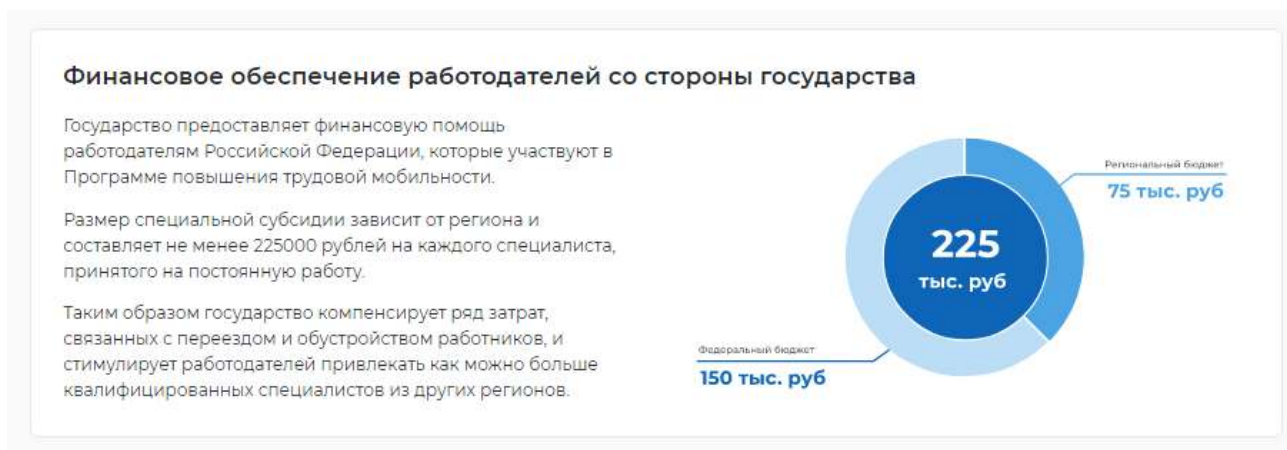 Финансовое обеспечение работодателей со стороны государства
Государство предоставляет финансовую помощь
работодателям Российской Федерации, которые участвуют в
Программе повышения трудовой мобильности.
Размер специальной субсидии зависит от региона и
составляет не менее 225000 рублей на каждого специалиста,
принятого на постоянную работу.
Таким образом государство компенсирует ряд затрат,
связанных с переездом и обустройством работников, и
стимулирует работодателей привлекать как можно больше
квалифицированных специалистов из других регионов.
Региональный бюджет
75 тыс. руб
225
тыс. руб
Федеральный бюджет
150 тыс. руб